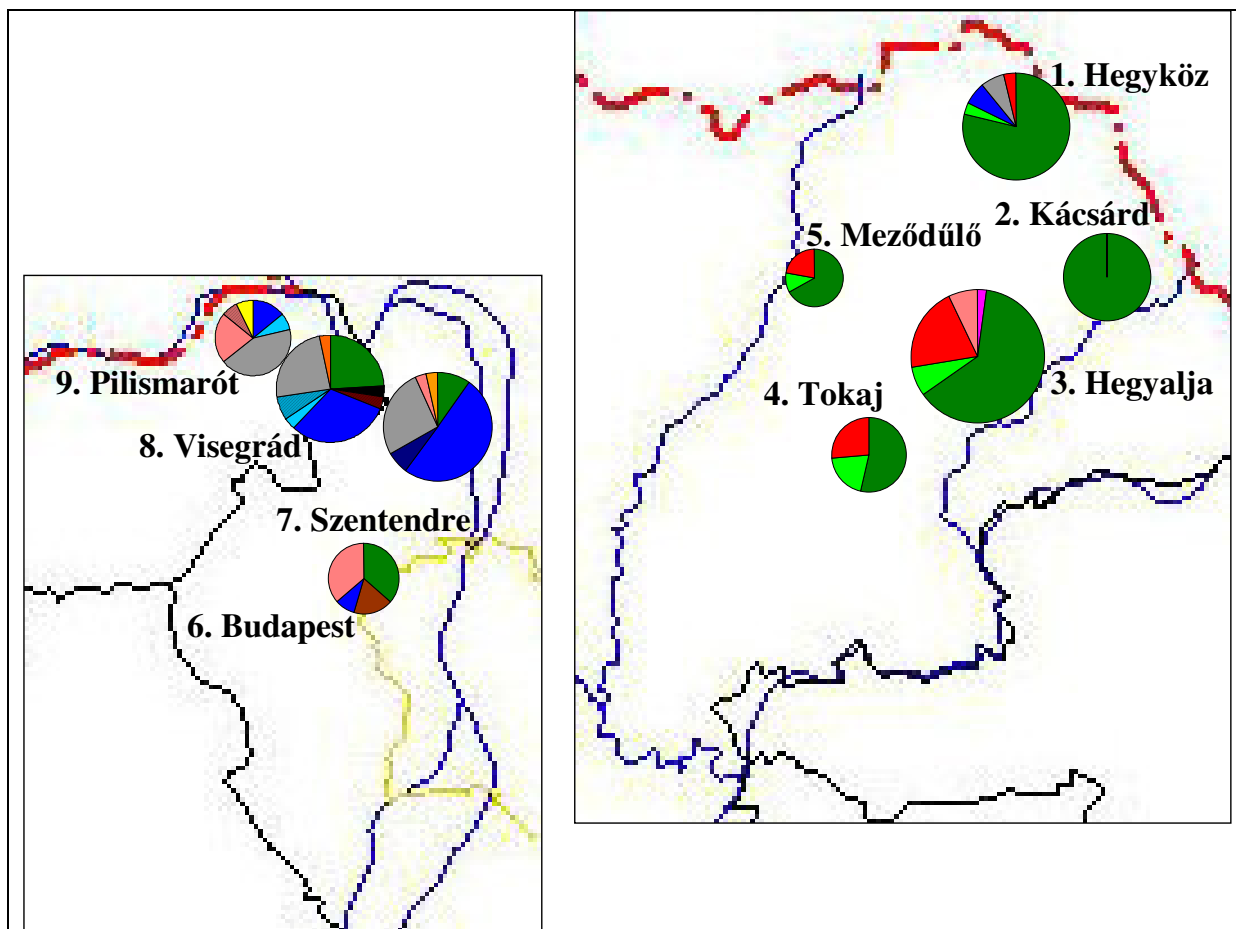 1. Hegyköz
2. Kácsárd
5. Meződűlő
3. Hegyalja
4. Tokaj
9. Pilismarót
8. Visegrád
7. Szentendre
6. Budapest